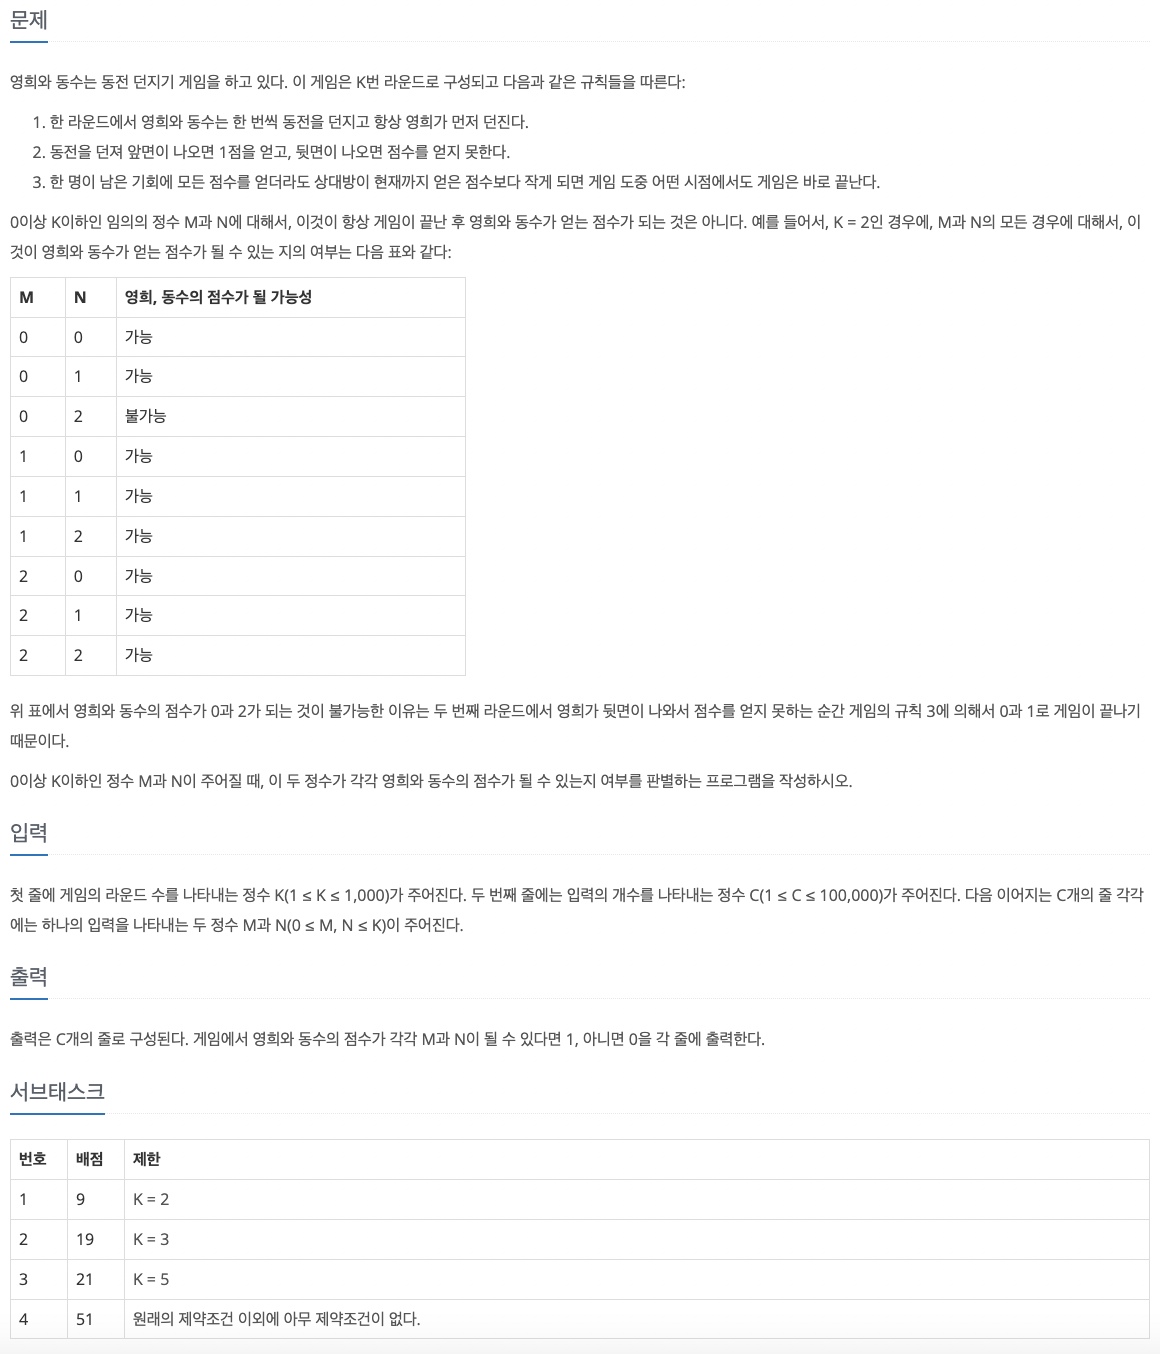 문제
영희와 동수는 동전 던지기 게임을 하고 있다. 이 게임은 K번 라운드로 구성되고 다음과 같은 규칙들을 따른다:
1. 한 라운드에서 영희와 동수는 한 번씩 동전을 던지고 항상 영희가 먼저 던진다.
2. 동전을 던져 앞면이 나오면 1점을 얻고, 뒷면이 나오면 점수를 얻지 못한다.
3. 한 명이 남은 기회에 모든 점수를 얻더라도 상대방이 현재까지 얻은 점수보다 작게 되면 게임 도중 어떤 시점에서도 게임은 바로 끝난다.
0이상 K이하인 임의의 정수 M과 N에 대해서, 이것이 항상 게임이 끝난 후 영희와 동수가 얻는 점수가 되는 것은 아니다. 예를 들어서, K = 2인 경우에, M과 N의 모든 경우에 대해서, 이
것이 영희와 동수가 얻는 점수가 될 수 있는 지의 여부는 다음 표와 같다:
M N 영희, 동수의 점수가 될 가능성
0 0 가능
0 1 가능
0 2 불가능
1 0 가능
1 1 가능
1 2 가능
2 0 가능
2 1 가능
2 2 가능
위 표에서 영희와 동수의 점수가 0과 2가 되는 것이 불가능한 이유는 두 번째 라운드에서 영희가 뒷면이 나와서 점수를 얻지 못하는 순간 게임의 규칙 3에 의해서 0과 1로 게임이 끝나기
때문이다.
0이상 K이하인 정수 M과 N이 주어질 때, 이 두 정수가 각각 영희와 동수의 점수가 될 수 있는지 여부를 판별하는 프로그램을 작성하시오.
입력
첫 줄에 게임의 라운드 수를 나타내는 정수 K(1 ≤ K ≤ 1,000)가 주어진다. 두 번째 줄에는 입력의 개수를 나타내는 정수 C(1 ≤ C ≤ 100,000)가 주어진다. 다음 이어지는 C개의 줄 각각
에는 하나의 입력을 나타내는 두 정수 M과 N(0 ≤ M, N ≤ K)이 주어진다.
출력
출력은 C개의 줄로 구성된다. 게임에서 영희와 동수의 점수가 각각 M과 N이 될 수 있다면 1, 아니면 0을 각 줄에 출력한다.
서브태스크
번호 배점 제한
1 9 K = 2
2 19 K = 3
3 21 K = 5
4 51 원래의 제약조건 이외에 아무 제약조건이 없다.